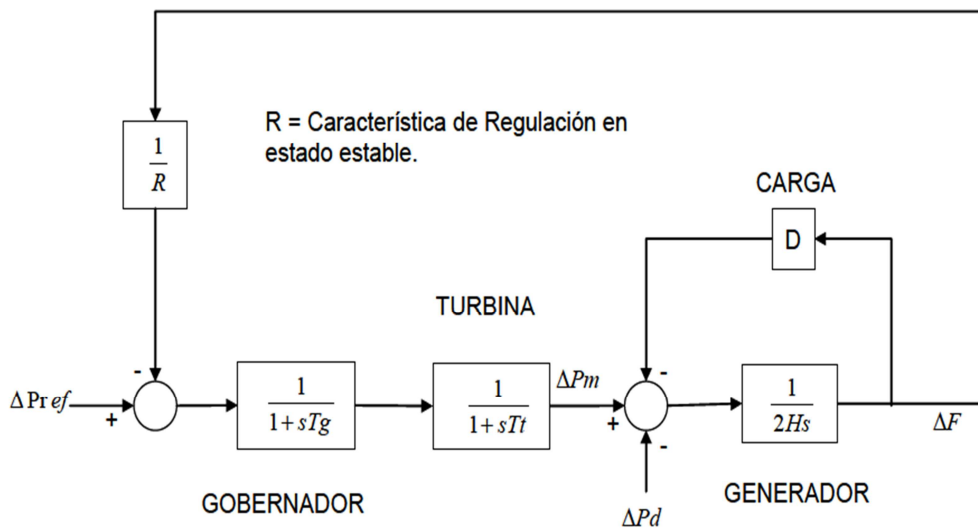 R = Característica de Regulación en
estado estable.
1
R
CARGA
D
TURBINA
-
-
ΔPref
+
1
1+sTg
1
1+sTt
ΔPm
+
-
1
2Hs
ΔF
GOBERNADOR
GENERADOR
ΔPd